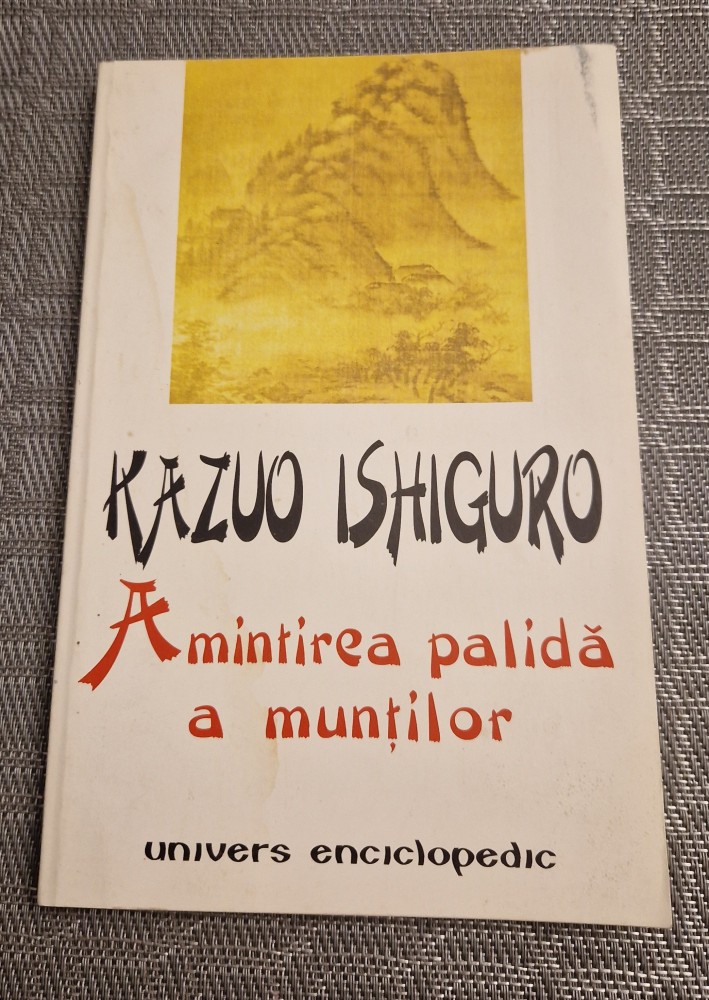 KAZUO ISHIGURO
Amintirea palidă
a munților
univers enciclopedic